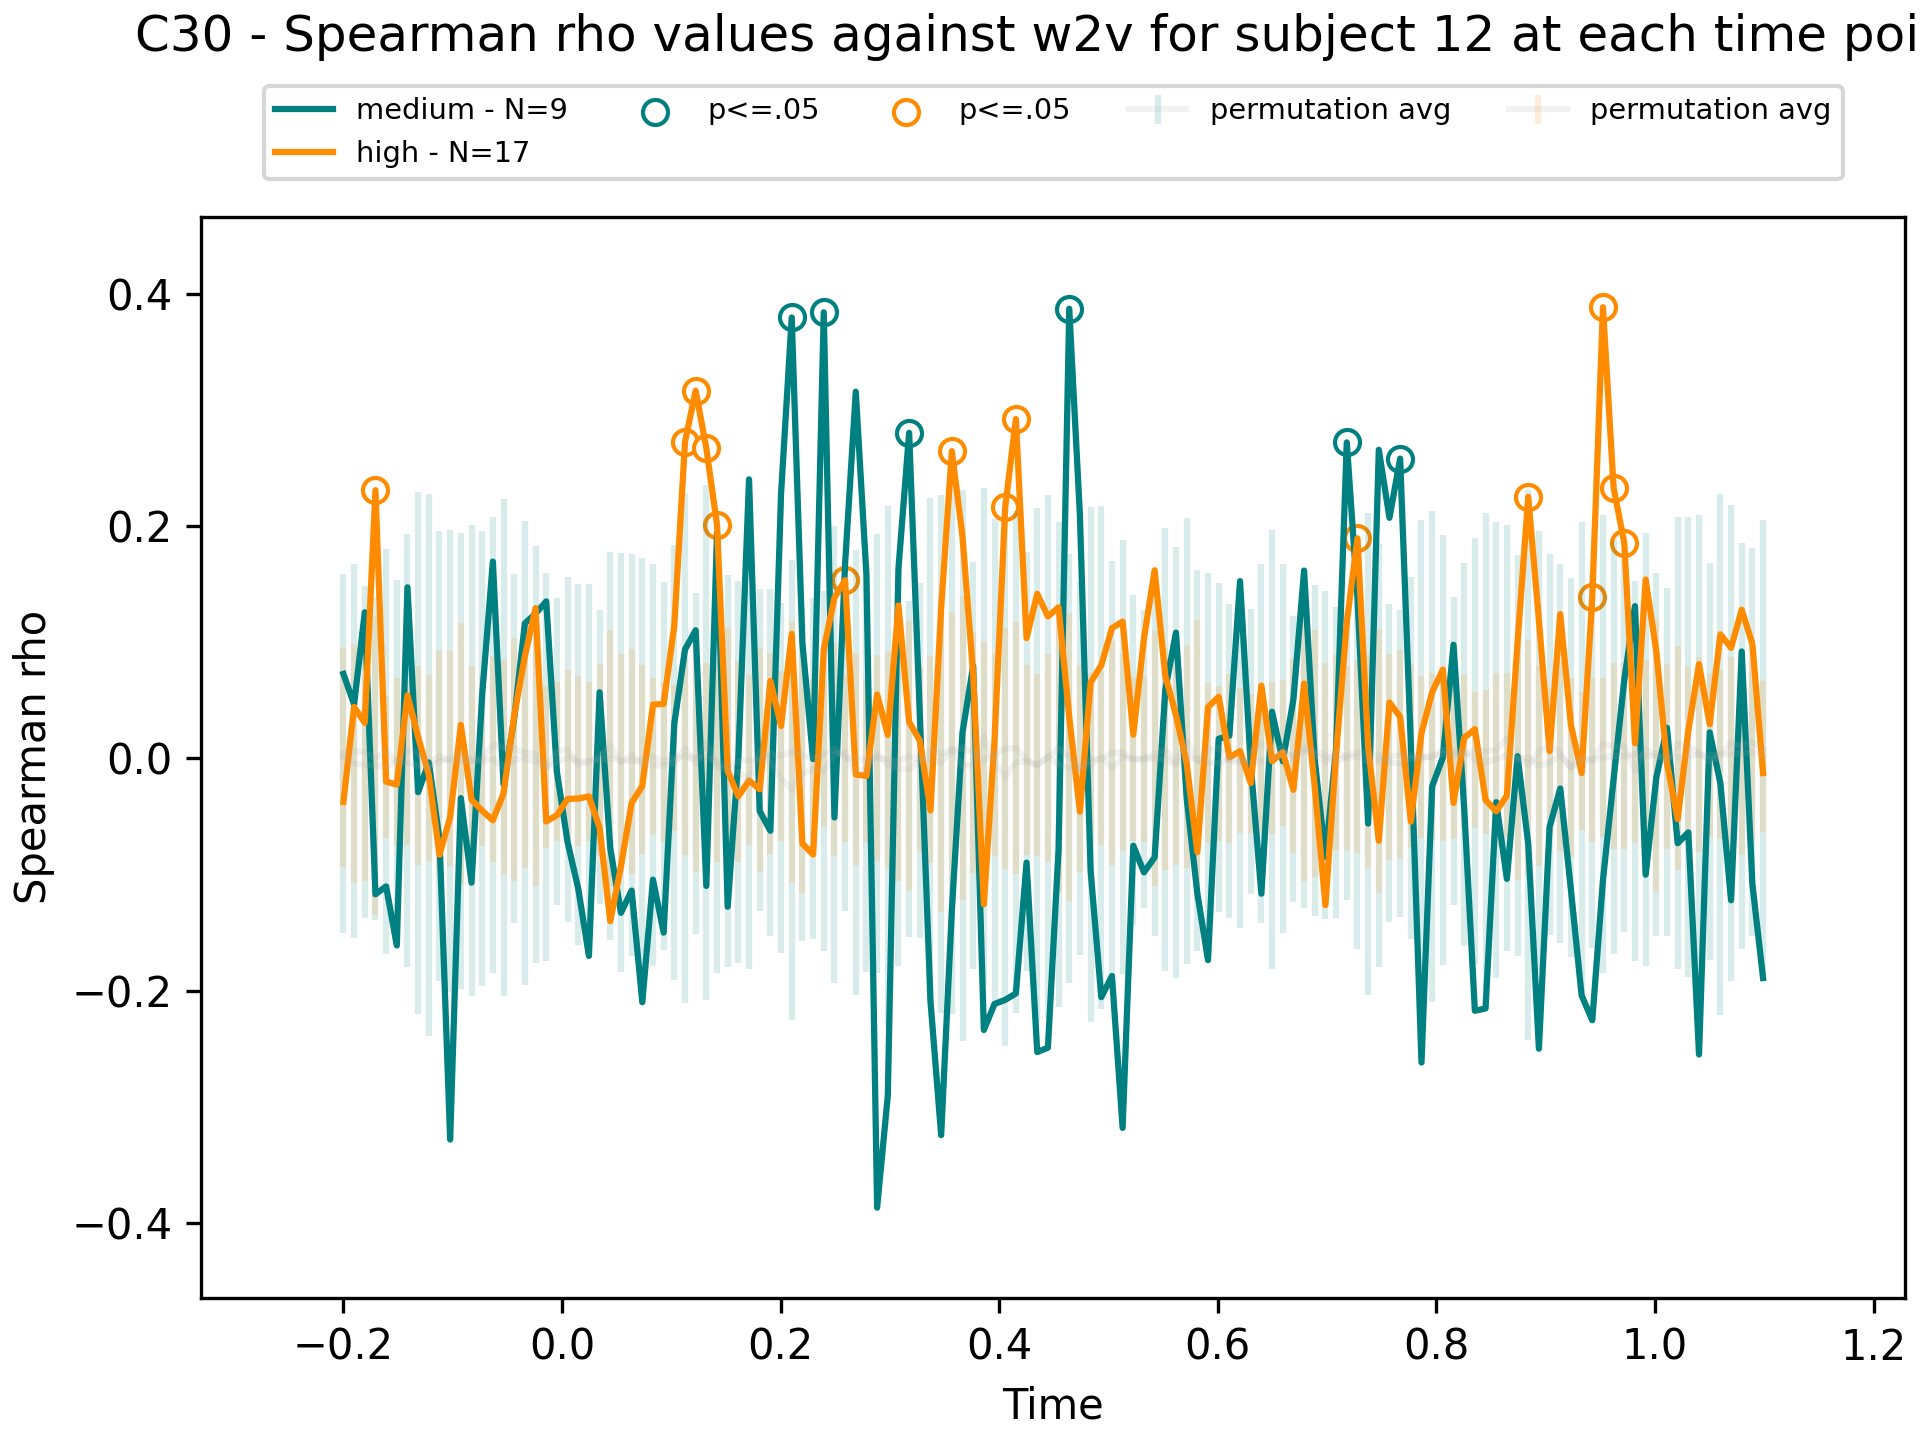 C30 - Spearman rho values against w2v for subject 12 at each time poi
medium - N=9
high - N=17
p<=.05
p<=.05
permutation avg
permutation avg
Spearman rho
0.4
0.2
0.0
−0.2
−0.4
−0.2 0.0 0.2 0.4 0.6 0.8 1.0 1.2
Time